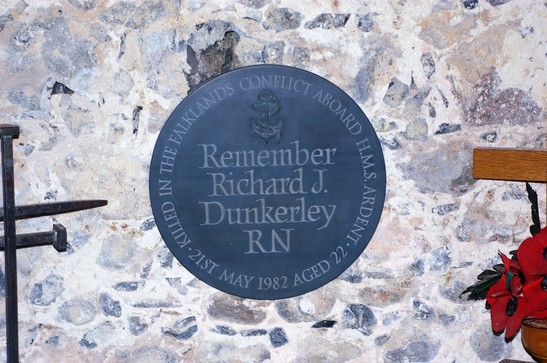 Remember
Richard J.
Dunkerley
RN
KILLED IN THE FALKLANDS CONFLICT ABOARD H.M.S. ARDENT · 21ST MAY 1982 AGED 22 ·